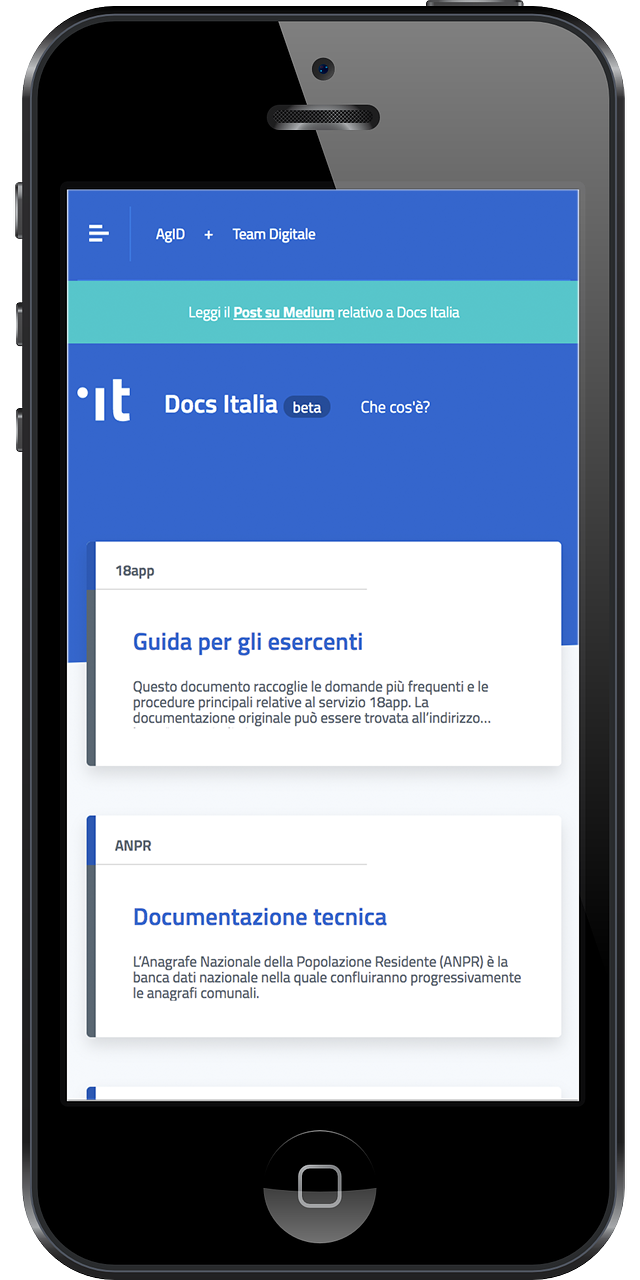 AgID + Team Digitale
Leggi il Post su Medium relativo a Docs Italia
it Docs Italia beta Che cos'è?
18app
Guida per gli esercenti
Questo documento raccoglie le domande più frequenti e le
procedure principali relative al servizio 18app. La
documentazione originale può essere trovata all'indirizzo...
ANPR
Documentazione tecnica
L'Anagrafe Nazionale della Popolazione Residente (ANPR) è la
banca dati nazionale nella quale confluiranno progressivamente
le anagrafi comunali.